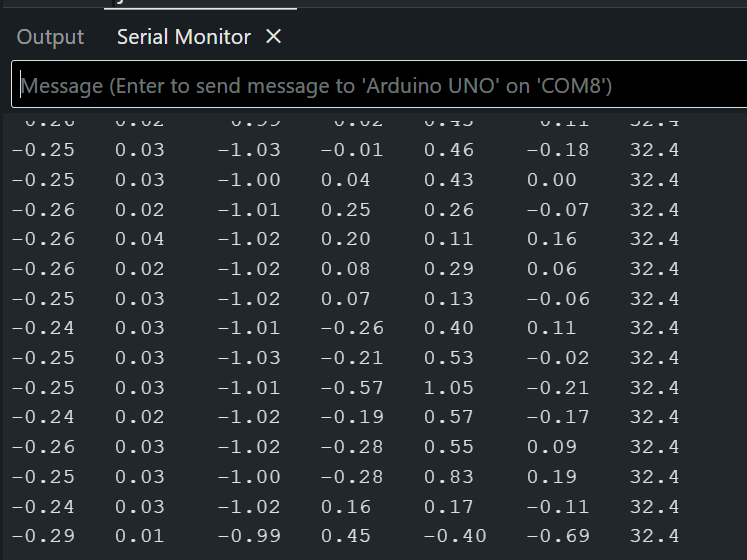 Output Serial Monitor ✕
Message (Enter to send message to 'Arduino UNO' on 'COM8')
-0.25 0.03 -1.03 -0.01 0.46 -0.18 32.4
-0.25 0.03 -1.00 0.04 0.43 0.00 32.4
-0.26 0.02 -1.01 0.25 0.26 -0.07 32.4
-0.26 0.04 -1.02 0.20 0.11 0.16 32.4
-0.26 0.02 -1.02 0.08 0.29 0.06 32.4
-0.25 0.03 -1.02 0.07 0.13 -0.06 32.4
-0.24 0.03 -1.01 -0.26 0.40 0.11 32.4
-0.25 0.03 -1.03 -0.21 0.53 -0.02 32.4
-0.25 0.03 -1.01 -0.57 1.05 -0.21 32.4
-0.24 0.02 -1.02 -0.19 0.57 -0.17 32.4
-0.26 0.03 -1.02 -0.28 0.55 0.09 32.4
-0.25 0.03 -1.00 -0.28 0.83 0.19 32.4
-0.24 0.03 -1.02 0.16 0.17 -0.11 32.4
-0.29 0.01 -0.99 0.45 -0.40 -0.69 32.4